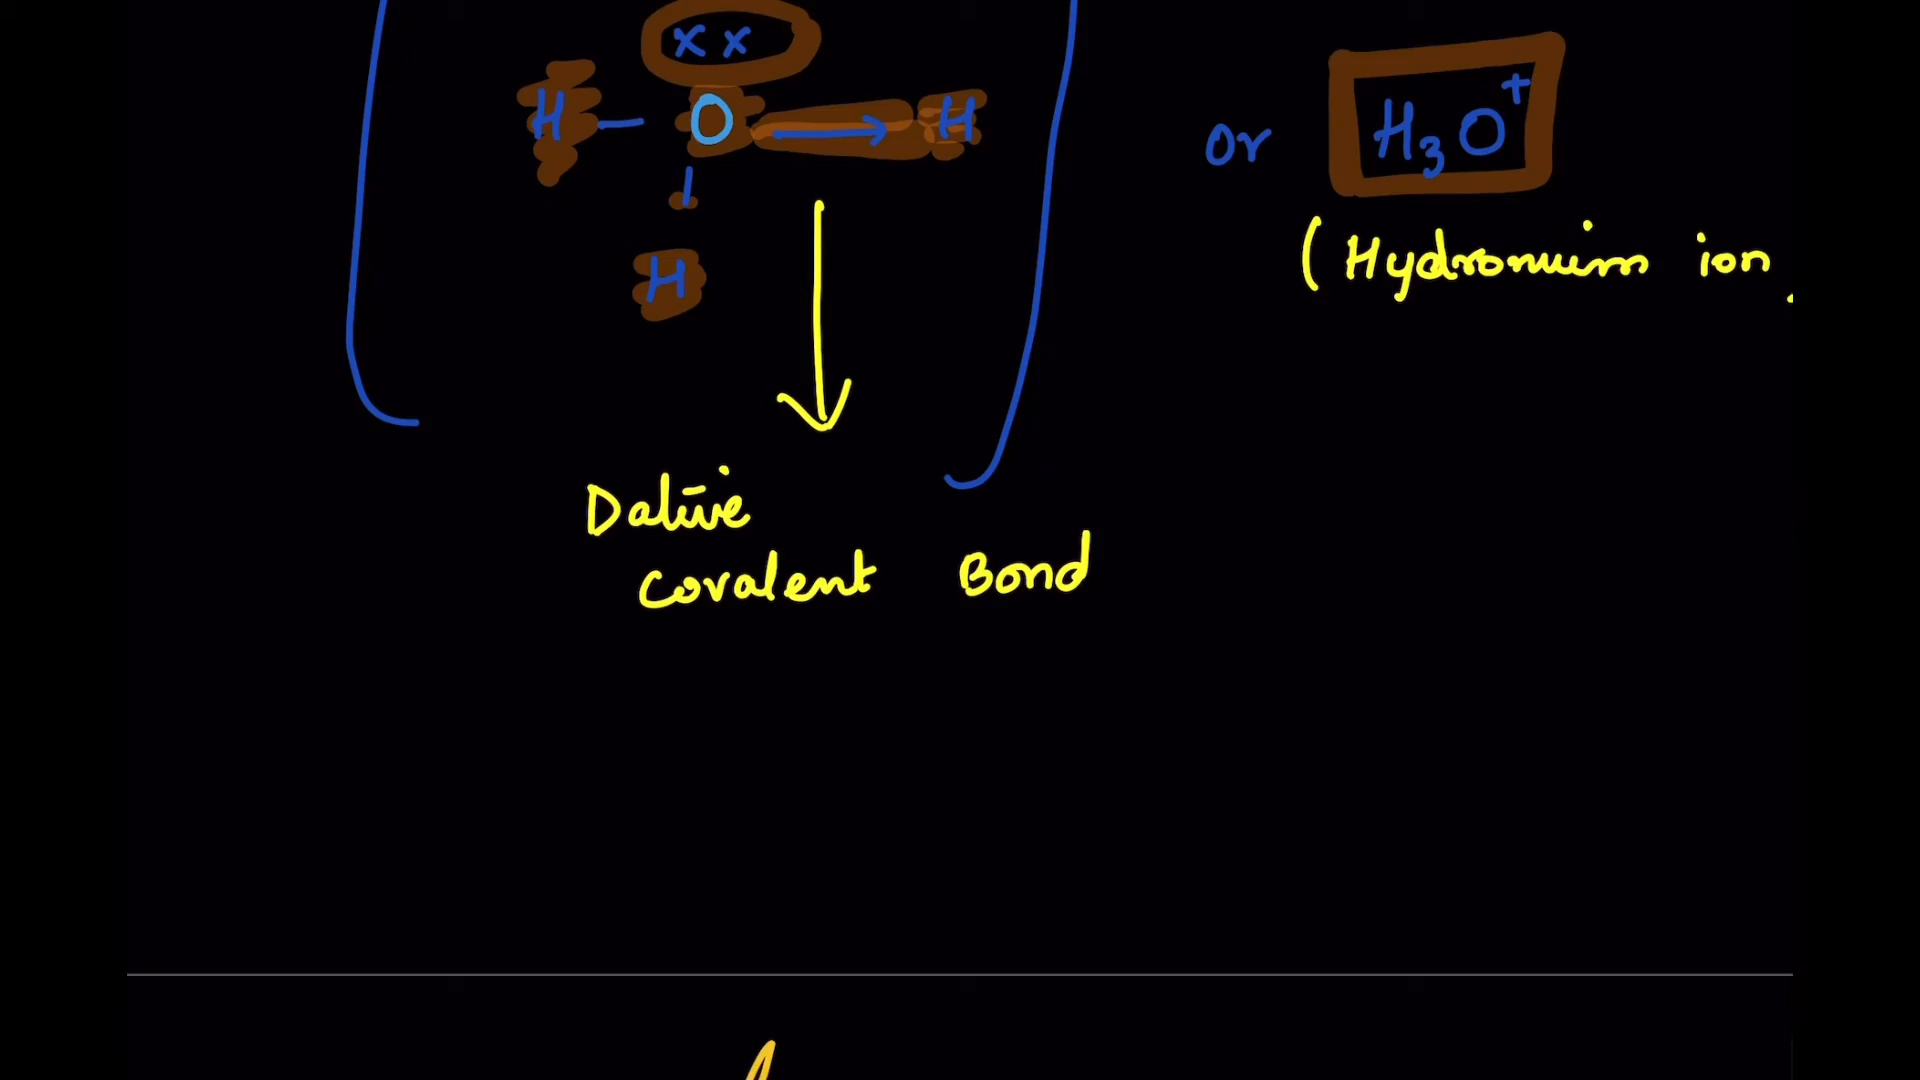 xx
H - O → H
H
or H₃O⁺
(Hydronium ion
Dative
covalent Bond